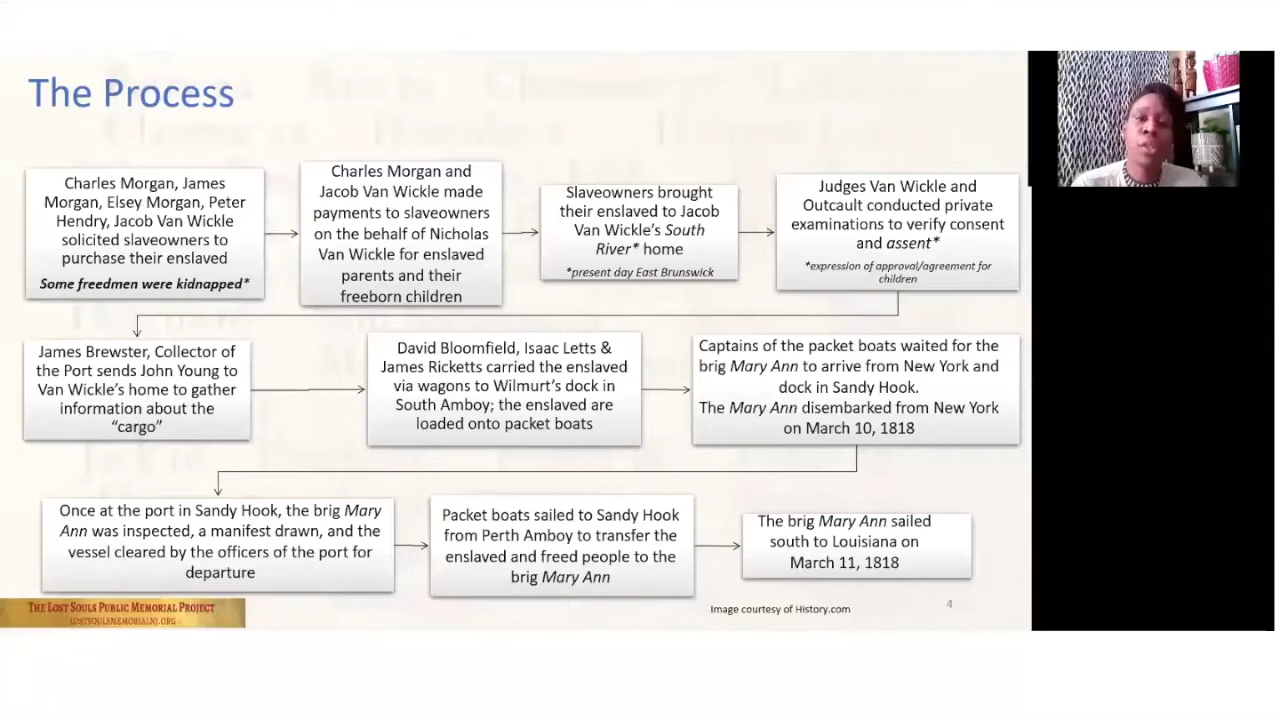 The Process
Charles Morgan, James
Morgan, Elsey Morgan, Peter
Hendry, Jacob Van Wickle
solicited slaveowners to
purchase their enslaved
Some freedmen were kidnapped*
Charles Morgan and
Jacob Van Wickle made
payments to slaveowners
on the behalf of Nicholas
Van Wickle for enslaved
parents and their
freeborn children
Slaveowners brought
their enslaved to Jacob
Van Wickle’s South
River* home
*present day East Brunswick
Judges Van Wickle and
Outcault conducted private
examinations to verify consent
and assent*
*expression of approval/agreement for
children
James Brewster, Collector of
the Port sends John Young to
Van Wickle’s home to gather
information about the
“cargo”
David Bloomfield, Isaac Letts &
James Ricketts carried the enslaved
via wagons to Wilmurt’s dock in
South Amboy; the enslaved are
loaded onto packet boats
Captains of the packet boats waited for the
brig Mary Ann to arrive from New York and
dock in Sandy Hook.
The Mary Ann disembarked from New York
on March 10, 1818
Once at the port in Sandy Hook, the brig Mary
Ann was inspected, a manifest drawn, and the
vessel cleared by the officers of the port for
departure
Packet boats sailed to Sandy Hook
from Perth Amboy to transfer the
enslaved and freed people to the
brig Mary Ann
The brig Mary Ann sailed
south to Louisiana on
March 11, 1818
THE LOST SOULS PUBLIC MEMORIAL PROJECT
LOSTSOULSMEMORIALNJ.ORG
Image courtesy of History.com
4